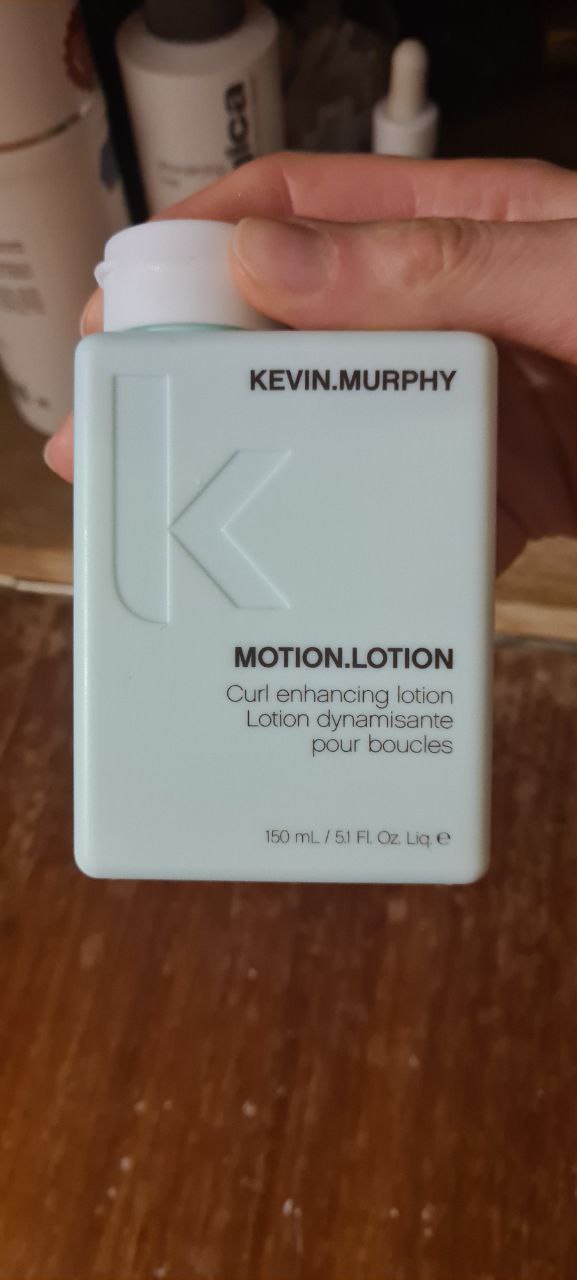 KEVIN.MURPHY
k
MOTION.LOTION
Curl enhancing lotion
Lotion dynamisante
pour boucles
150 mL / 5.1 Fl. Oz. Liq. ℮